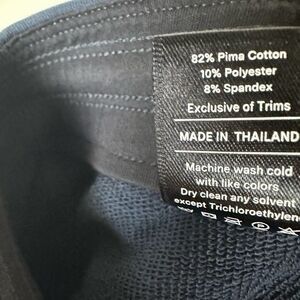 82% Pima Cotton
10% Polyester
8% Spandex
Exclusive of Trims
MADE IN THAILAND
Machine wash cold
with like colors
Dry clean any solvent
except Trichloroethylene